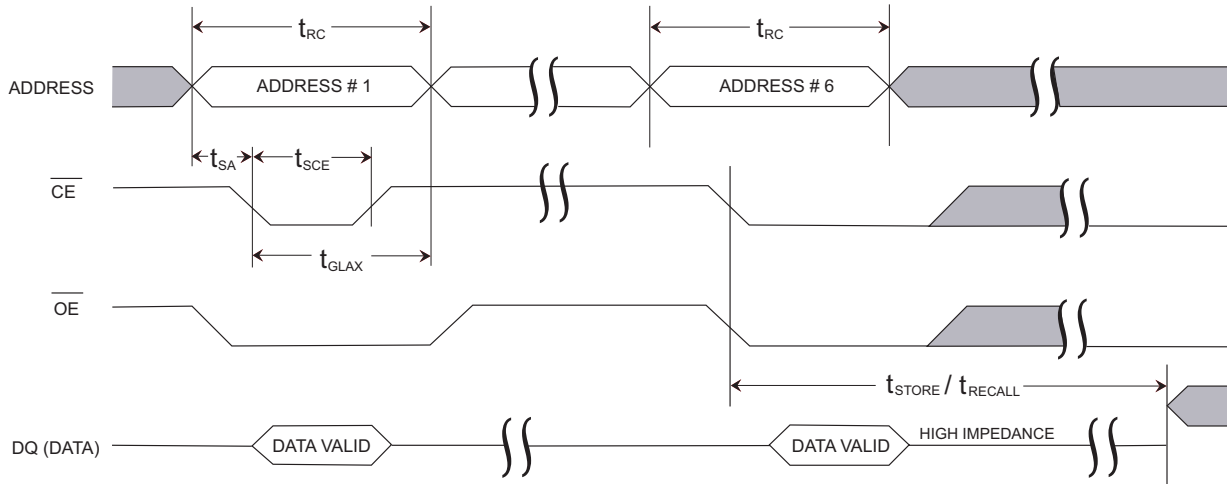 tRC
tRC
ADDRESS
ADDRESS # 1
ADDRESS # 6
tSA
tSCE
CE
tGLAX
OE
tSTORE / tRECALL
DQ (DATA)
DATA VALID
DATA VALID
HIGH IMPEDANCE